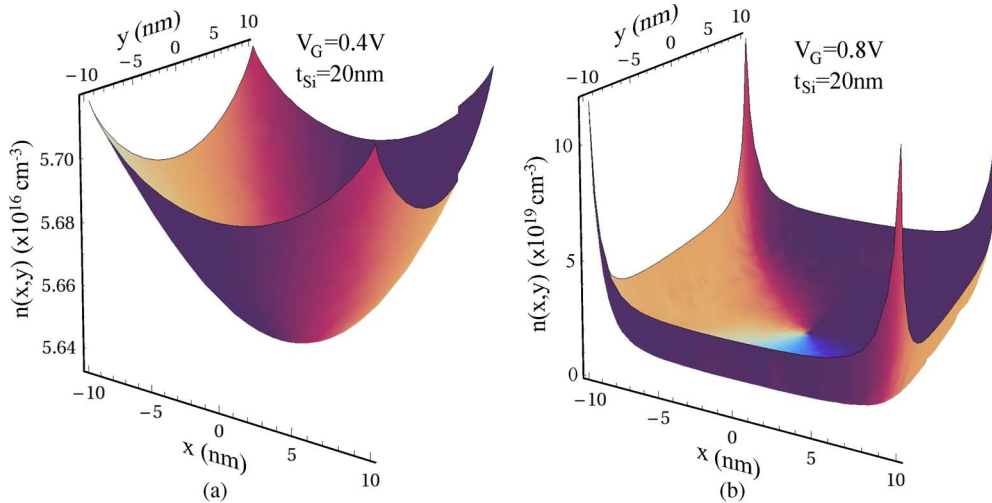 y (nm)
−10
−5
0
5
10
V_G=0.4V
t_Si=20nm
n(x,y) (x10^16 cm^-3)
5.70
5.68
5.66
5.64
−10
−5
0
5
10
x (nm)
(a)
y (nm)
−10
−5
0
5
10
V_G=0.8V
t_Si=20nm
n(x,y) (x10^19 cm^-3)
10
5
0
−10
−5
0
5
10
x (nm)
(b)